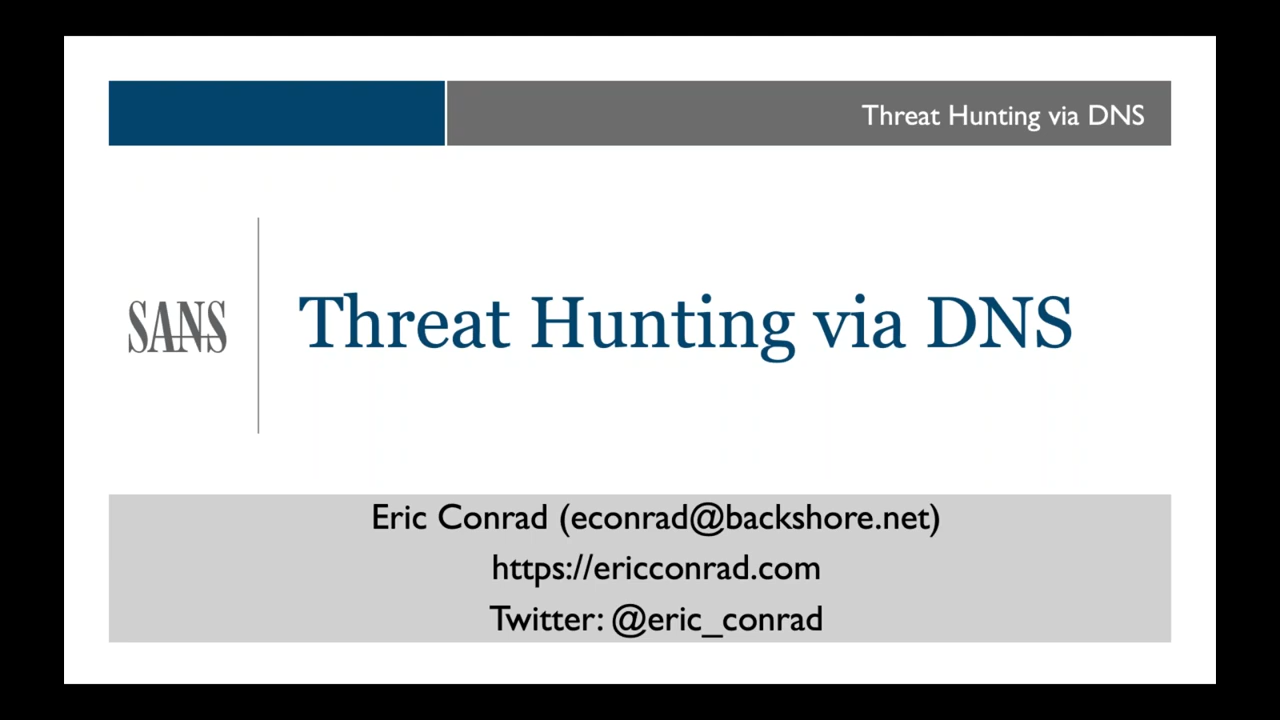 Threat Hunting via DNS
SANS
Threat Hunting via DNS
Eric Conrad (econrad@backshore.net)
https://ericconrad.com
Twitter: @eric_conrad